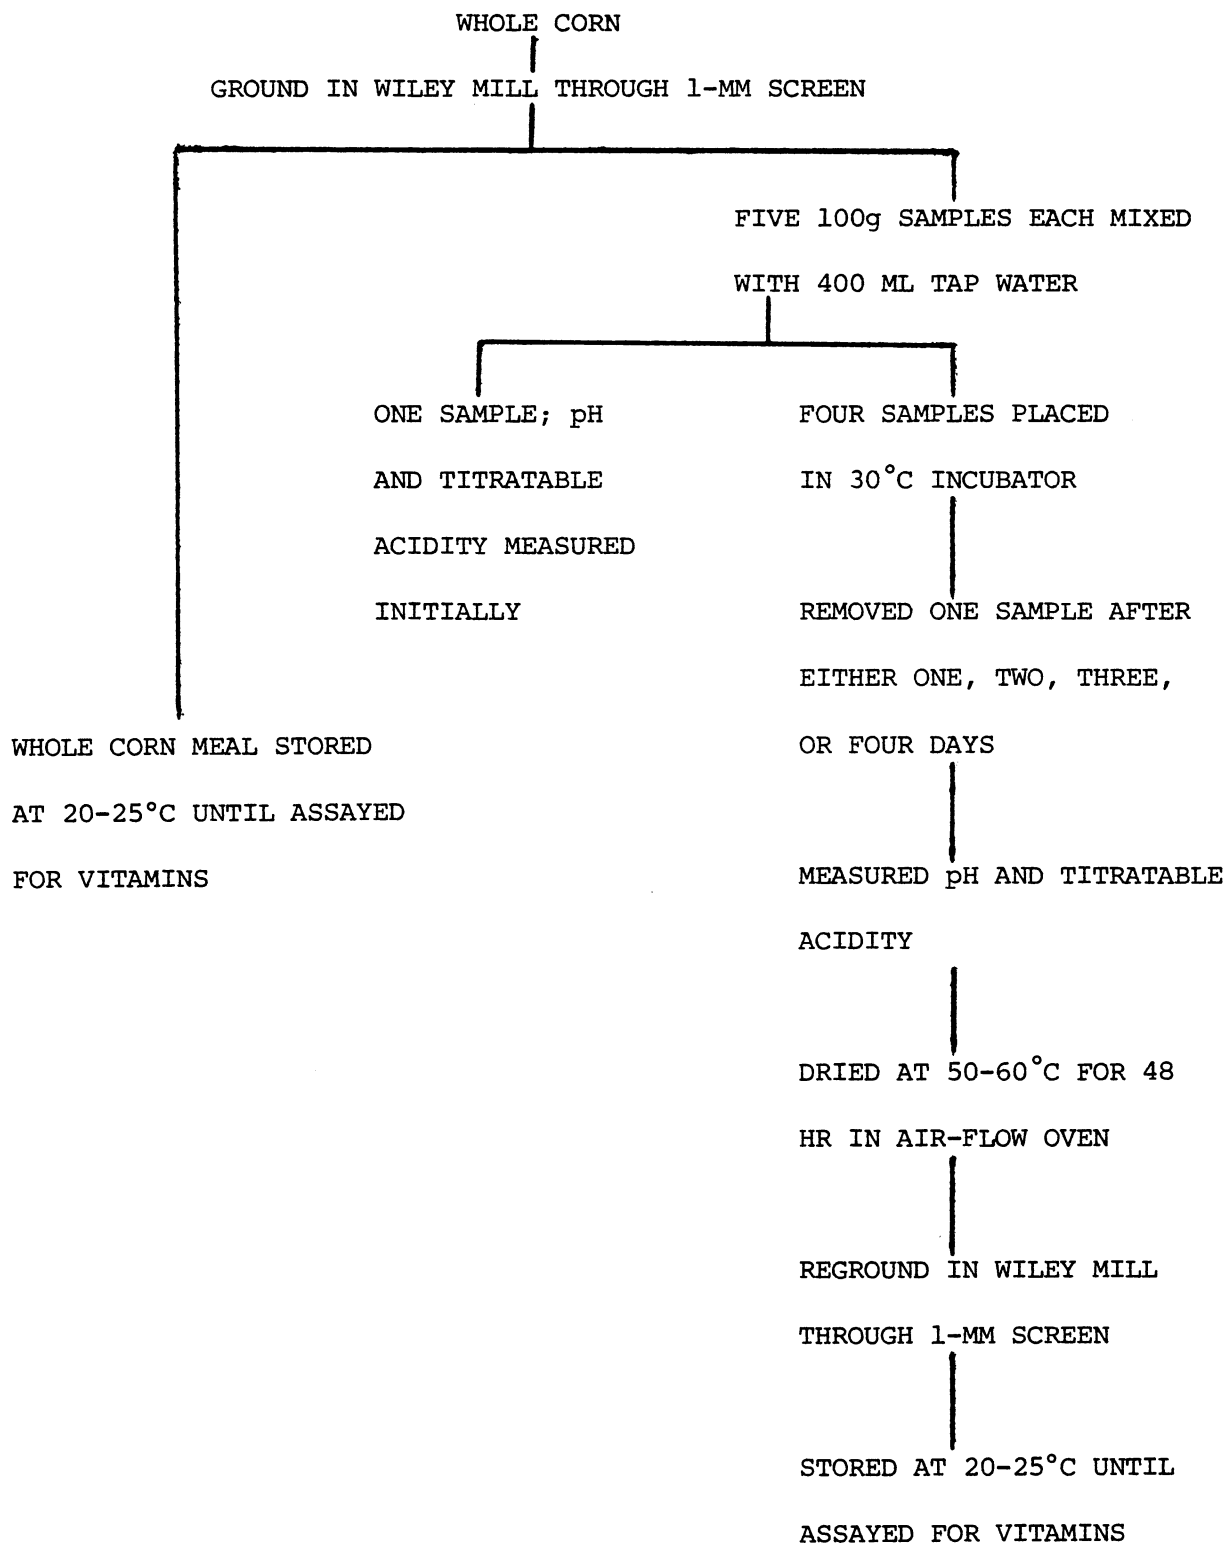 WHOLE CORN
GROUND IN WILEY MILL THROUGH 1-MM SCREEN
FIVE 100g SAMPLES EACH MIXED
WITH 400 ML TAP WATER
ONE SAMPLE; pH
AND TITRATABLE
ACIDITY MEASURED
INITIALLY
FOUR SAMPLES PLACED
IN 30°C INCUBATOR
REMOVED ONE SAMPLE AFTER
EITHER ONE, TWO, THREE,
OR FOUR DAYS
WHOLE CORN MEAL STORED
AT 20-25°C UNTIL ASSAYED
FOR VITAMINS
MEASURED pH AND TITRATABLE
ACIDITY
DRIED AT 50-60°C FOR 48
HR IN AIR-FLOW OVEN
REGROUND IN WILEY MILL
THROUGH 1-MM SCREEN
STORED AT 20-25°C UNTIL
ASSAYED FOR VITAMINS